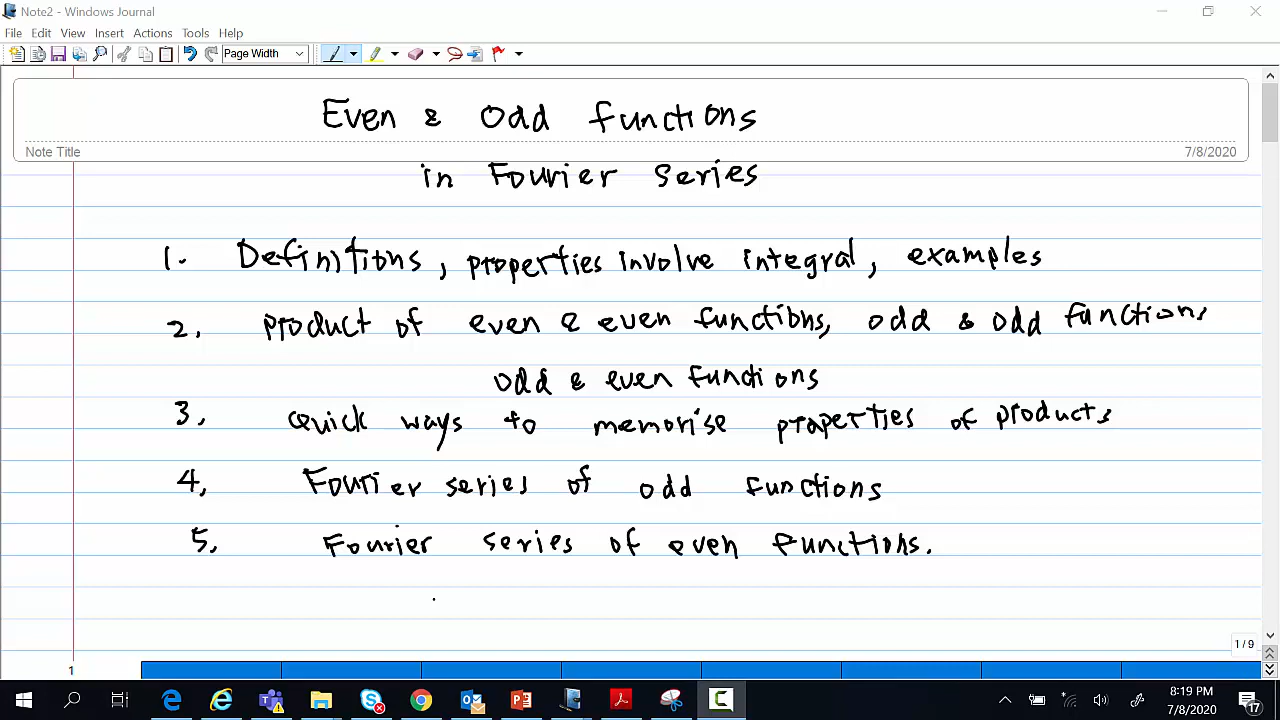 Note2 - Windows Journal
File Edit View Insert Actions Tools Help
Page Width
Even & Odd functions
Note Title
7/8/2020
in Fourier Series
1. Definitions, properties involve integral, examples
2. product of even & even functions, odd & odd functions
odd & even functions
3. Quick ways to memorise properties of products
4. Fourier series of odd functions
5. Fourier series of even functions.
1 / 9
1
8:19 PM
7/8/2020
17